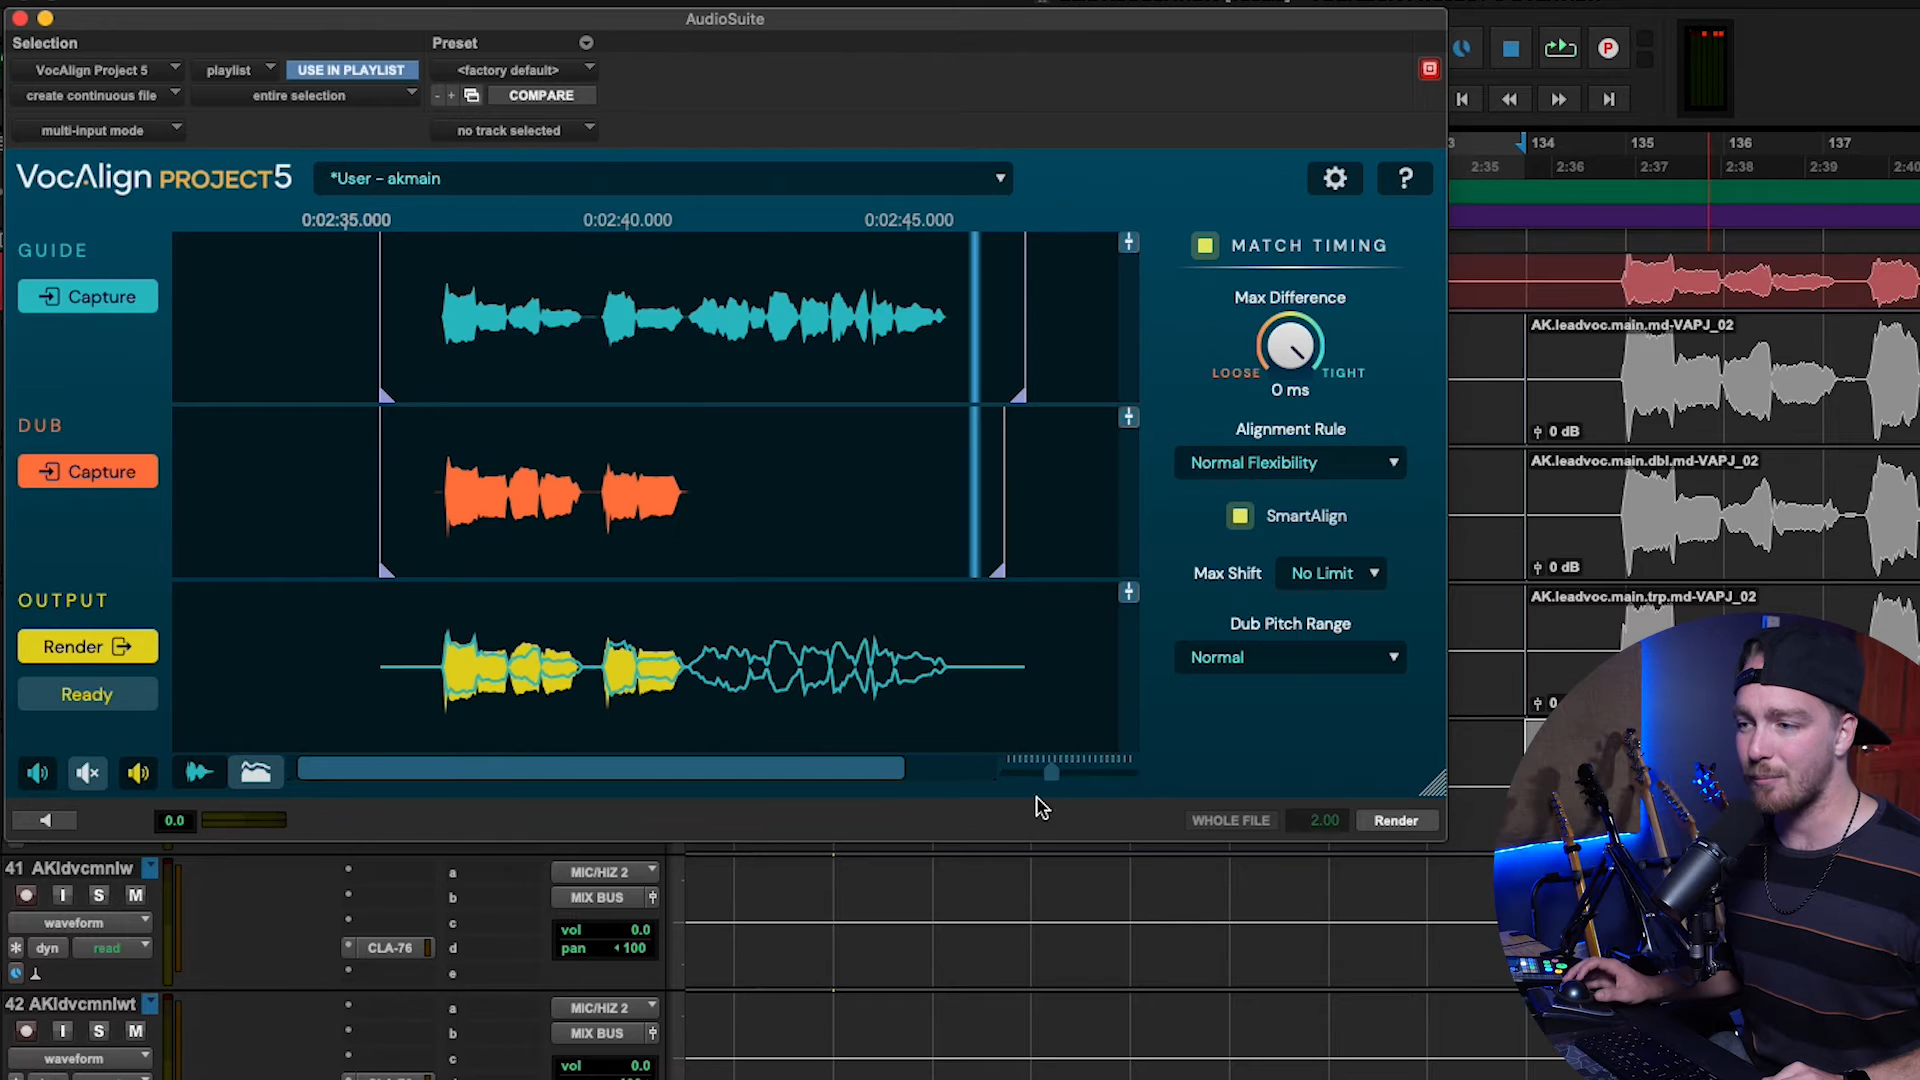 AudioSuite
Selection
Preset
VocAlign Project 5
playlist
USE IN PLAYLIST
<factory default>
create continuous file
entire selection
- +
COMPARE
multi-input mode
no track selected
P
VocAlign PROJECT5
*User - akmain
?
0:02:35.000
0:02:40.000
0:02:45.000
GUIDE
Capture
DUB
Capture
OUTPUT
Render
Ready
MATCH TIMING
Max Difference
LOOSE
TIGHT
0 ms
Alignment Rule
Normal Flexibility
SmartAlign
Max Shift
No Limit
Dub Pitch Range
Normal
0.0
WHOLE FILE
2.00
Render
3
134
135
136
137
2:35
2:36
2:37
2:38
2:39
2:40
AK.leadvoc.main.md-VAPJ_02
0 dB
AK.leadvoc.main.dbl.md-VAPJ_02
0 dB
AK.leadvoc.main.trp.md-VAPJ_02
41 AKldvcmnlw
I S M
waveform
dyn
read
CLA-76
a
b
c
d
e
MIC/HIZ 2
MIX BUS
vol 0.0
pan 100
42 AKldvcmnlwt
I S M
waveform
a
b
c
MIC/HIZ 2
MIX BUS
vol 0.0